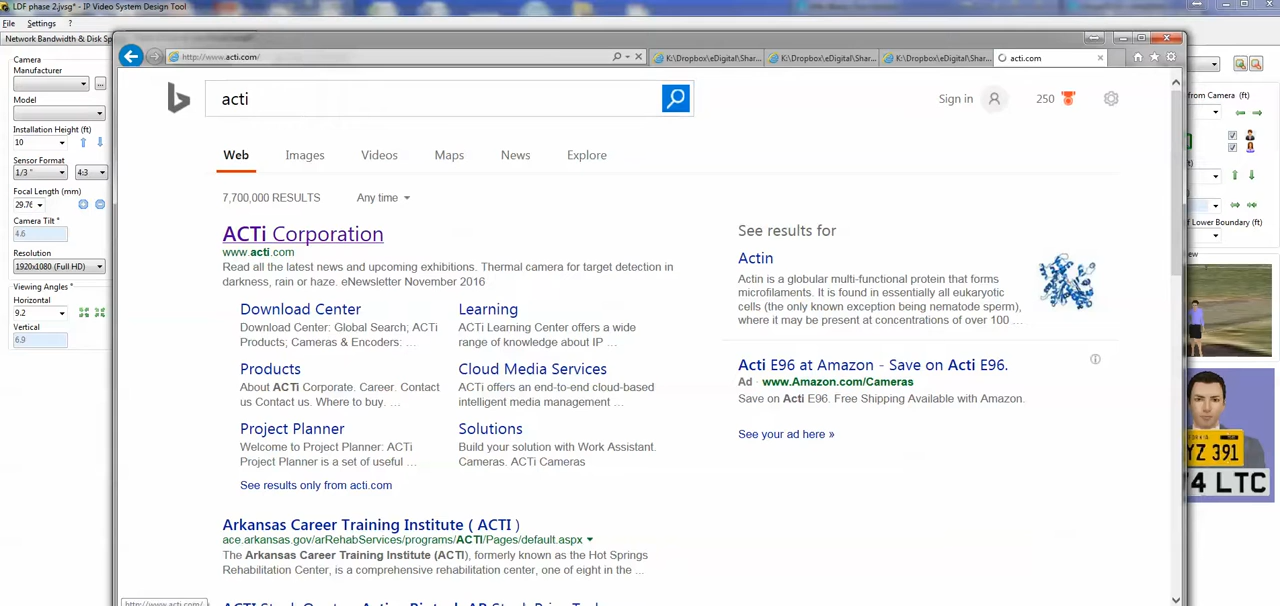 LDF phase 2.jvsg* - IP Video System Design Tool
File Settings ?
Network Bandwidth & Disk Sp
Camera
Manufacturer
...
Model
Installation Height (ft)
10
Sensor Format
1/3 " 4:3
Focal Length (mm)
29.76
Camera Tilt *
4.6
Resolution
1920x1080 (Full HD)
Viewing Angles *
Horizontal
9.2
Vertical
6.9
http://www.acti.com/
K:\Dropbox\eDigital\Shar... K:\Dropbox\eDigital\Shar... K:\Dropbox\eDigital\Shar... acti.com
acti
Sign in 250
Web Images Videos Maps News Explore
7,700,000 RESULTS Any time
ACTi Corporation
www.acti.com
Read all the latest news and upcoming exhibitions. Thermal camera for target detection in
darkness, rain or haze. eNewsletter November 2016
Download Center
Download Center: Global Search; ACTi
Products; Cameras & Encoders: ...
Learning
ACTi Learning Center offers a wide
range of knowledge about IP ...
Products
About ACTi Corporate. Career. Contact
us Contact us. Where to buy. ...
Cloud Media Services
ACTi offers an end-to-end cloud-based
intelligent media management ...
Project Planner
Welcome to Project Planner: ACTi
Project Planner is a set of useful ...
Solutions
Build your solution with Work Assistant.
Cameras. ACTi Cameras
See results only from acti.com
Arkansas Career Training Institute ( ACTI )
ace.arkansas.gov/arRehabServices/programs/ACTI/Pages/default.aspx
The Arkansas Career Training Institute (ACTI), formerly known as the Hot Springs
Rehabilitation Center, is a comprehensive rehabilitation center, one of eight in the ...
http://www.acti.com/
See results for
Actin
Actin is a globular multi-functional protein that forms
microfilaments. It is found in essentially all eukaryotic
cells (the only known exception being nematode sperm),
where it may be present at concentrations of over 100 ...
Acti E96 at Amazon - Save on Acti E96.
Ad · www.Amazon.com/Cameras
Save on Acti E96. Free Shipping Available with Amazon.
See your ad here »
from Camera (ft)
t)
f Lower Boundary (ft)
ew
YZ 391
4 LTC